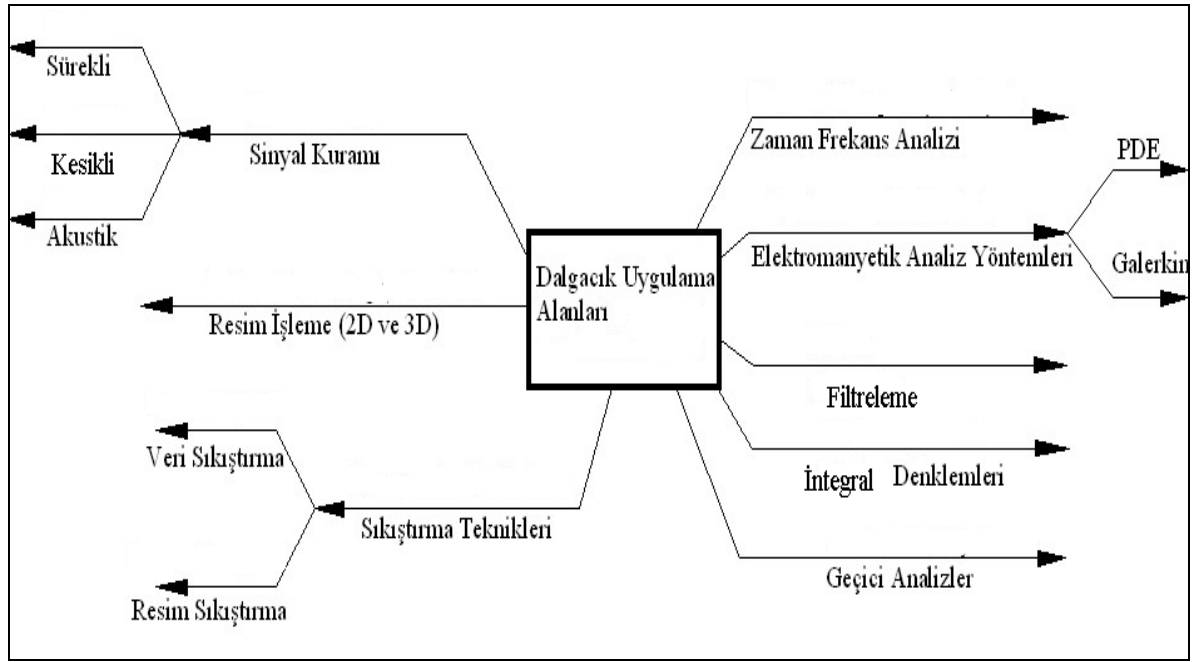 Sürekli
Kesikli
Akustik
Sinyal Kuramı
Resim İşleme (2D ve 3D)
Veri Sıkıştırma
Resim Sıkıştırma
Sıkıştırma Teknikleri
Dalgacık Uygulama
Alanları
Zaman Frekans Analizi
Elektromanyetik Analiz Yöntemleri
PDE
Galerkin
Filtreleme
İntegral Denklemleri
Geçici Analizler